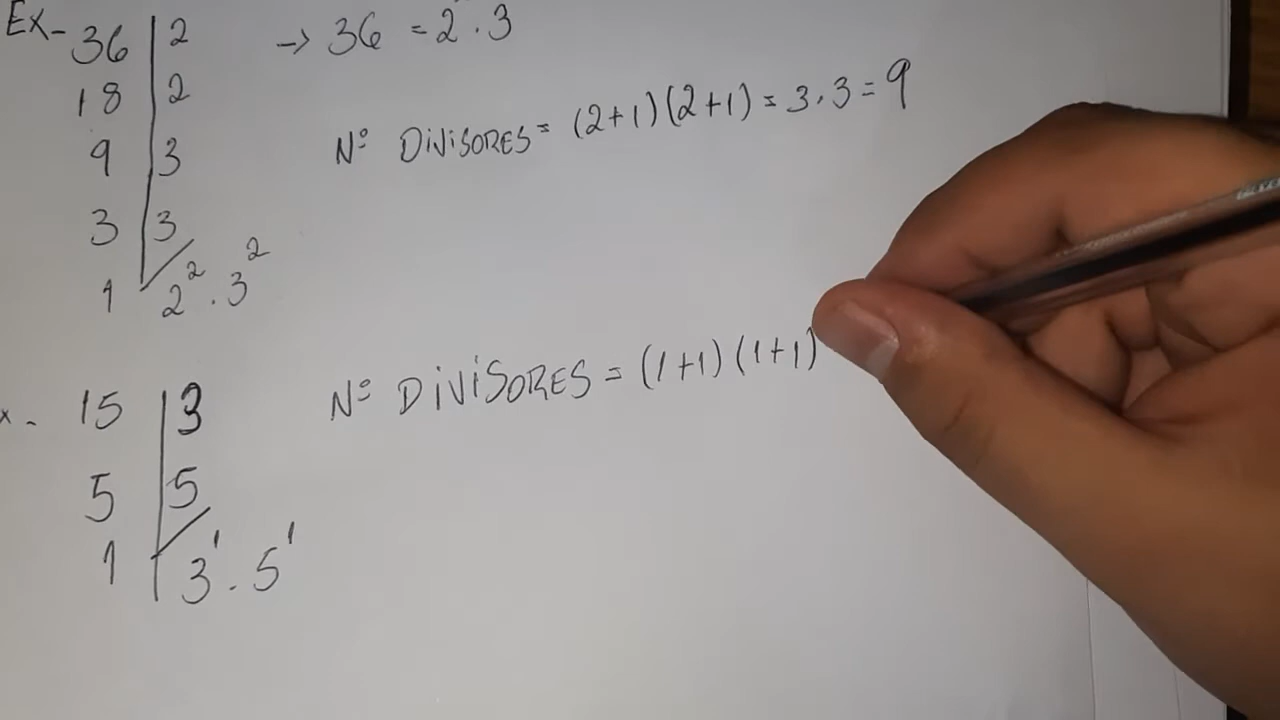 Ex- 36 | 2 → 36 = 2 . 3
18 | 2
Nº DIVISORES = (2+1)(2+1) = 3.3 = 9
9 | 3
3 | 3
1 2² . 3²
x - 15 | 3
Nº DIVISORES = (1+1)(1+1)
5 | 5
1 3¹ . 5¹